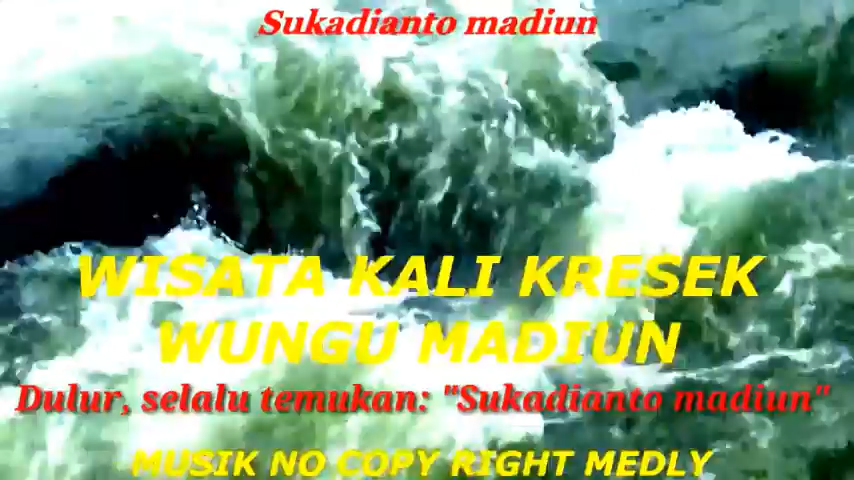 Sukadianto madiun
WISATA KALI KRESEK
WUNGU MADIUN
Dulur, selalu temukan: "Sukadianto madiun"
MUSIK NO COPY RIGHT MEDLY